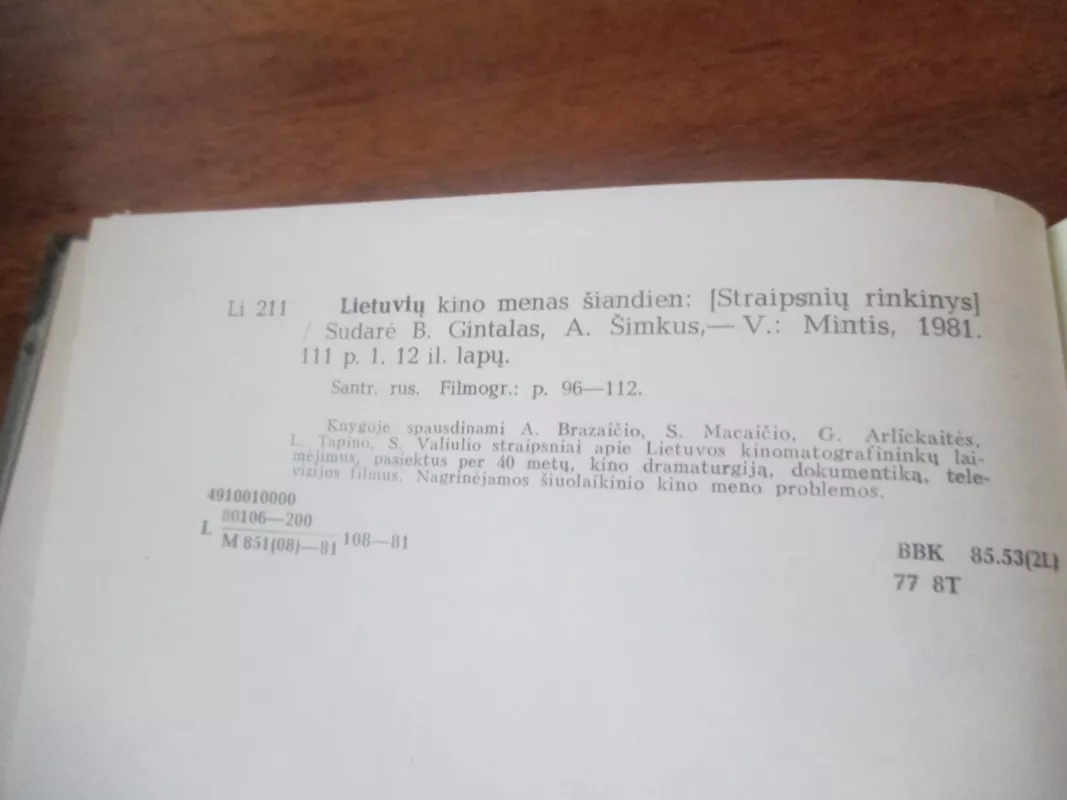 Li 211 Lietuvių kino menas šiandien: [Straipsnių rinkinys]
/ Sudarė B. Gintalas, A. Šimkus,— V.: Mintis, 1981.
111 p. 1. 12 il. lapų.
Santr. rus. Filmogr.: p. 96—112.
Knygoje spausdinami A. Brazaičio, S. Macaičio, G. Arlickaitės,
L. Tapino, S. Valiulio straipsniai apie Lietuvos kinomatografininkų lai-
mėjimus, pasiektus per 40 metų, kino dramaturgiją, dokumentiką, tele-
vizijos filmus. Nagrinėjamos šiuolaikinio kino meno problemos.
4910010000
80106—200
L M 851(08)—81 108—81
BBK 85.53(2L)
77 8T